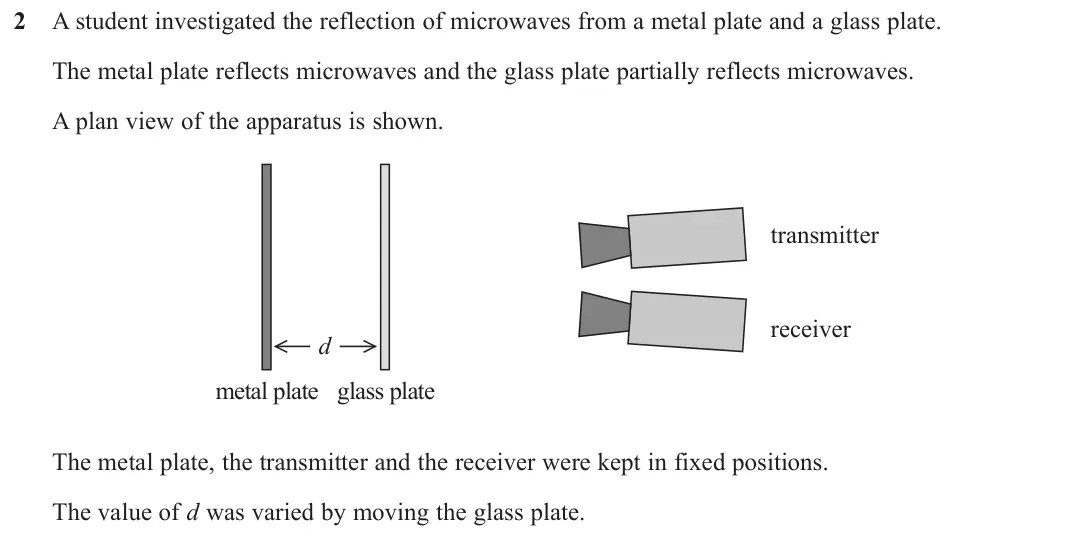 2 A student investigated the reflection of microwaves from a metal plate and a glass plate.
The metal plate reflects microwaves and the glass plate partially reflects microwaves.
A plan view of the apparatus is shown.
transmitter
receiver
d
metal plate glass plate
The metal plate, the transmitter and the receiver were kept in fixed positions.
The value of d was varied by moving the glass plate.